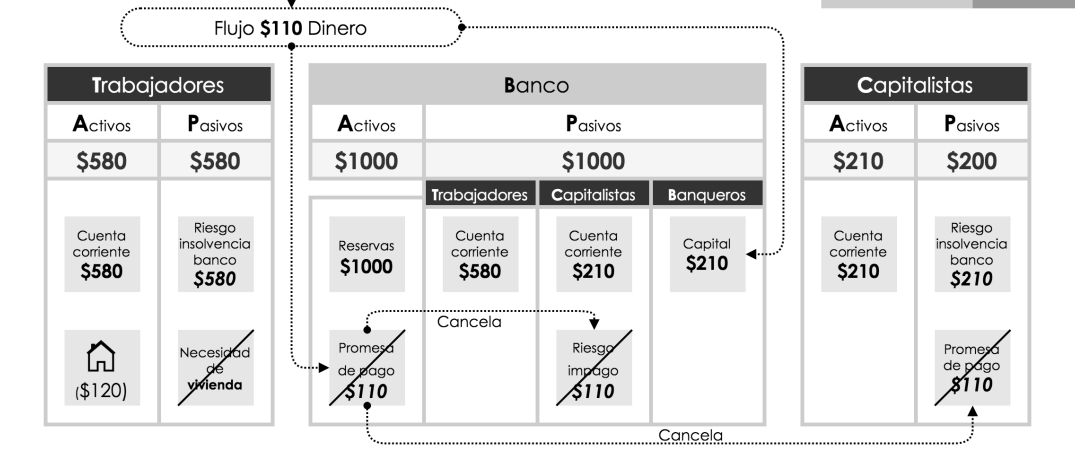 Flujo $110 Dinero
Trabajadores
Activos
Pasivos
$580
$580
Cuenta
corriente
$580
Riesgo
insolvencia
banco
$580
($120)
Necesidad
de
vivienda
Banco
Activos
Pasivos
$1000
$1000
Trabajadores
Capitalistas
Banqueros
Reservas
$1000
Cuenta
corriente
$580
Cuenta
corriente
$210
Capital
$210
Cancela
Promesa
de pago
$110
Riesgo
impago
$110
Cancela
Capitalistas
Activos
Pasivos
$210
$200
Cuenta
corriente
$210
Riesgo
insolvencia
banco
$210
Promesa
de pago
$110